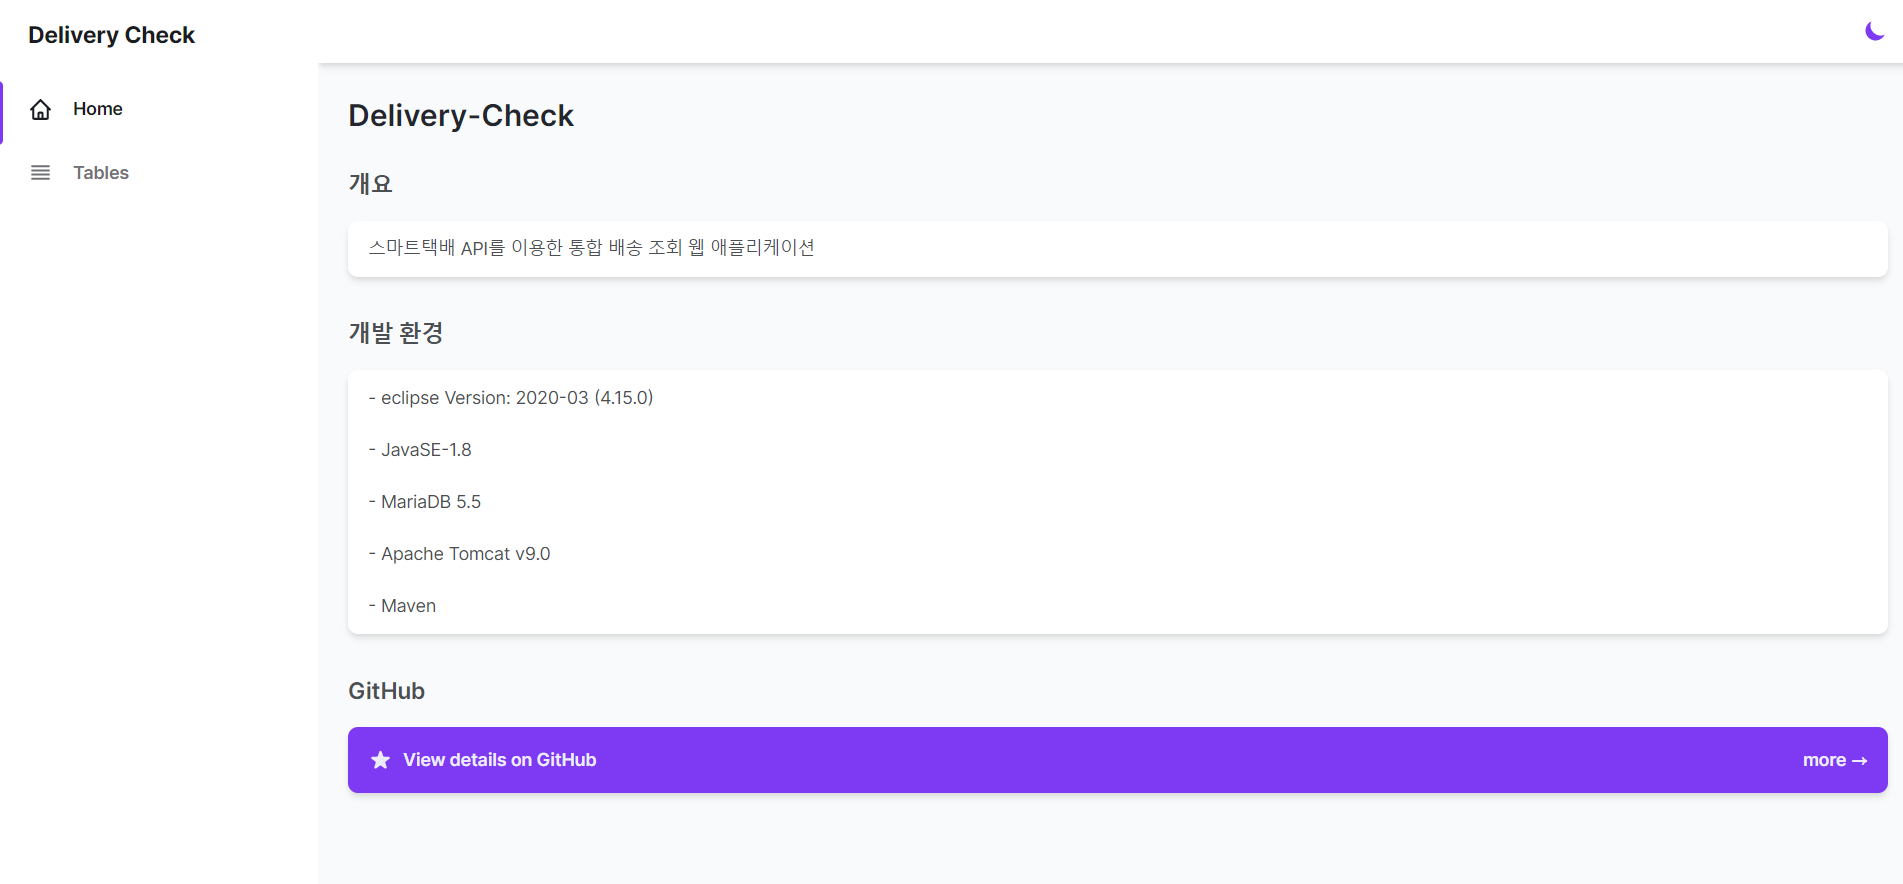 Delivery Check
Home
Tables
Delivery-Check
개요
스마트택배 API를 이용한 통합 배송 조회 웹 애플리케이션
개발 환경
- eclipse Version: 2020-03 (4.15.0)
- JavaSE-1.8
- MariaDB 5.5
- Apache Tomcat v9.0
- Maven
GitHub
View details on GitHub
more →